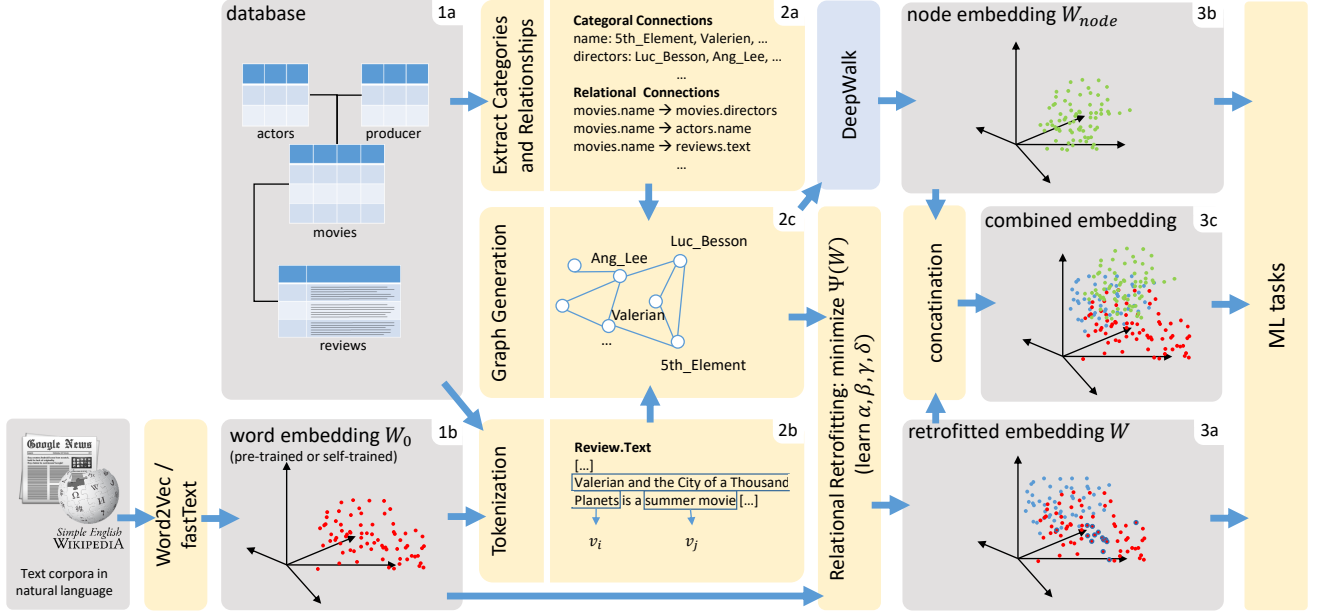 database
1a
actors
producer
movies
reviews
Extract Categories
and Relationships
2a
Categoral Connections
name: 5th_Element, Valerien, …
directors: Luc_Besson, Ang_Lee, …
…
Relational Connections
movies.name → movies.directors
movies.name → actors.name
movies.name → reviews.text
…
DeepWalk
node embedding W_node
3b
Graph Generation
2c
Luc_Besson
Ang_Lee
Valerian
…
5th_Element
Relational Retrofitting: minimize Ψ(W)
(learn α, β, γ, δ)
concatination
combined embedding
3c
ML tasks
Google News
Simple English
WIKIPEDIA
Text corpora in
natural language
Word2Vec /
fastText
word embedding W₀
1b
(pre-trained or self-trained)
Tokenization
2b
Review.Text
[…]
Valerian and the City of a Thousand
Planets is a summer movie […]
v_i
v_j
retrofitted embedding W
3a